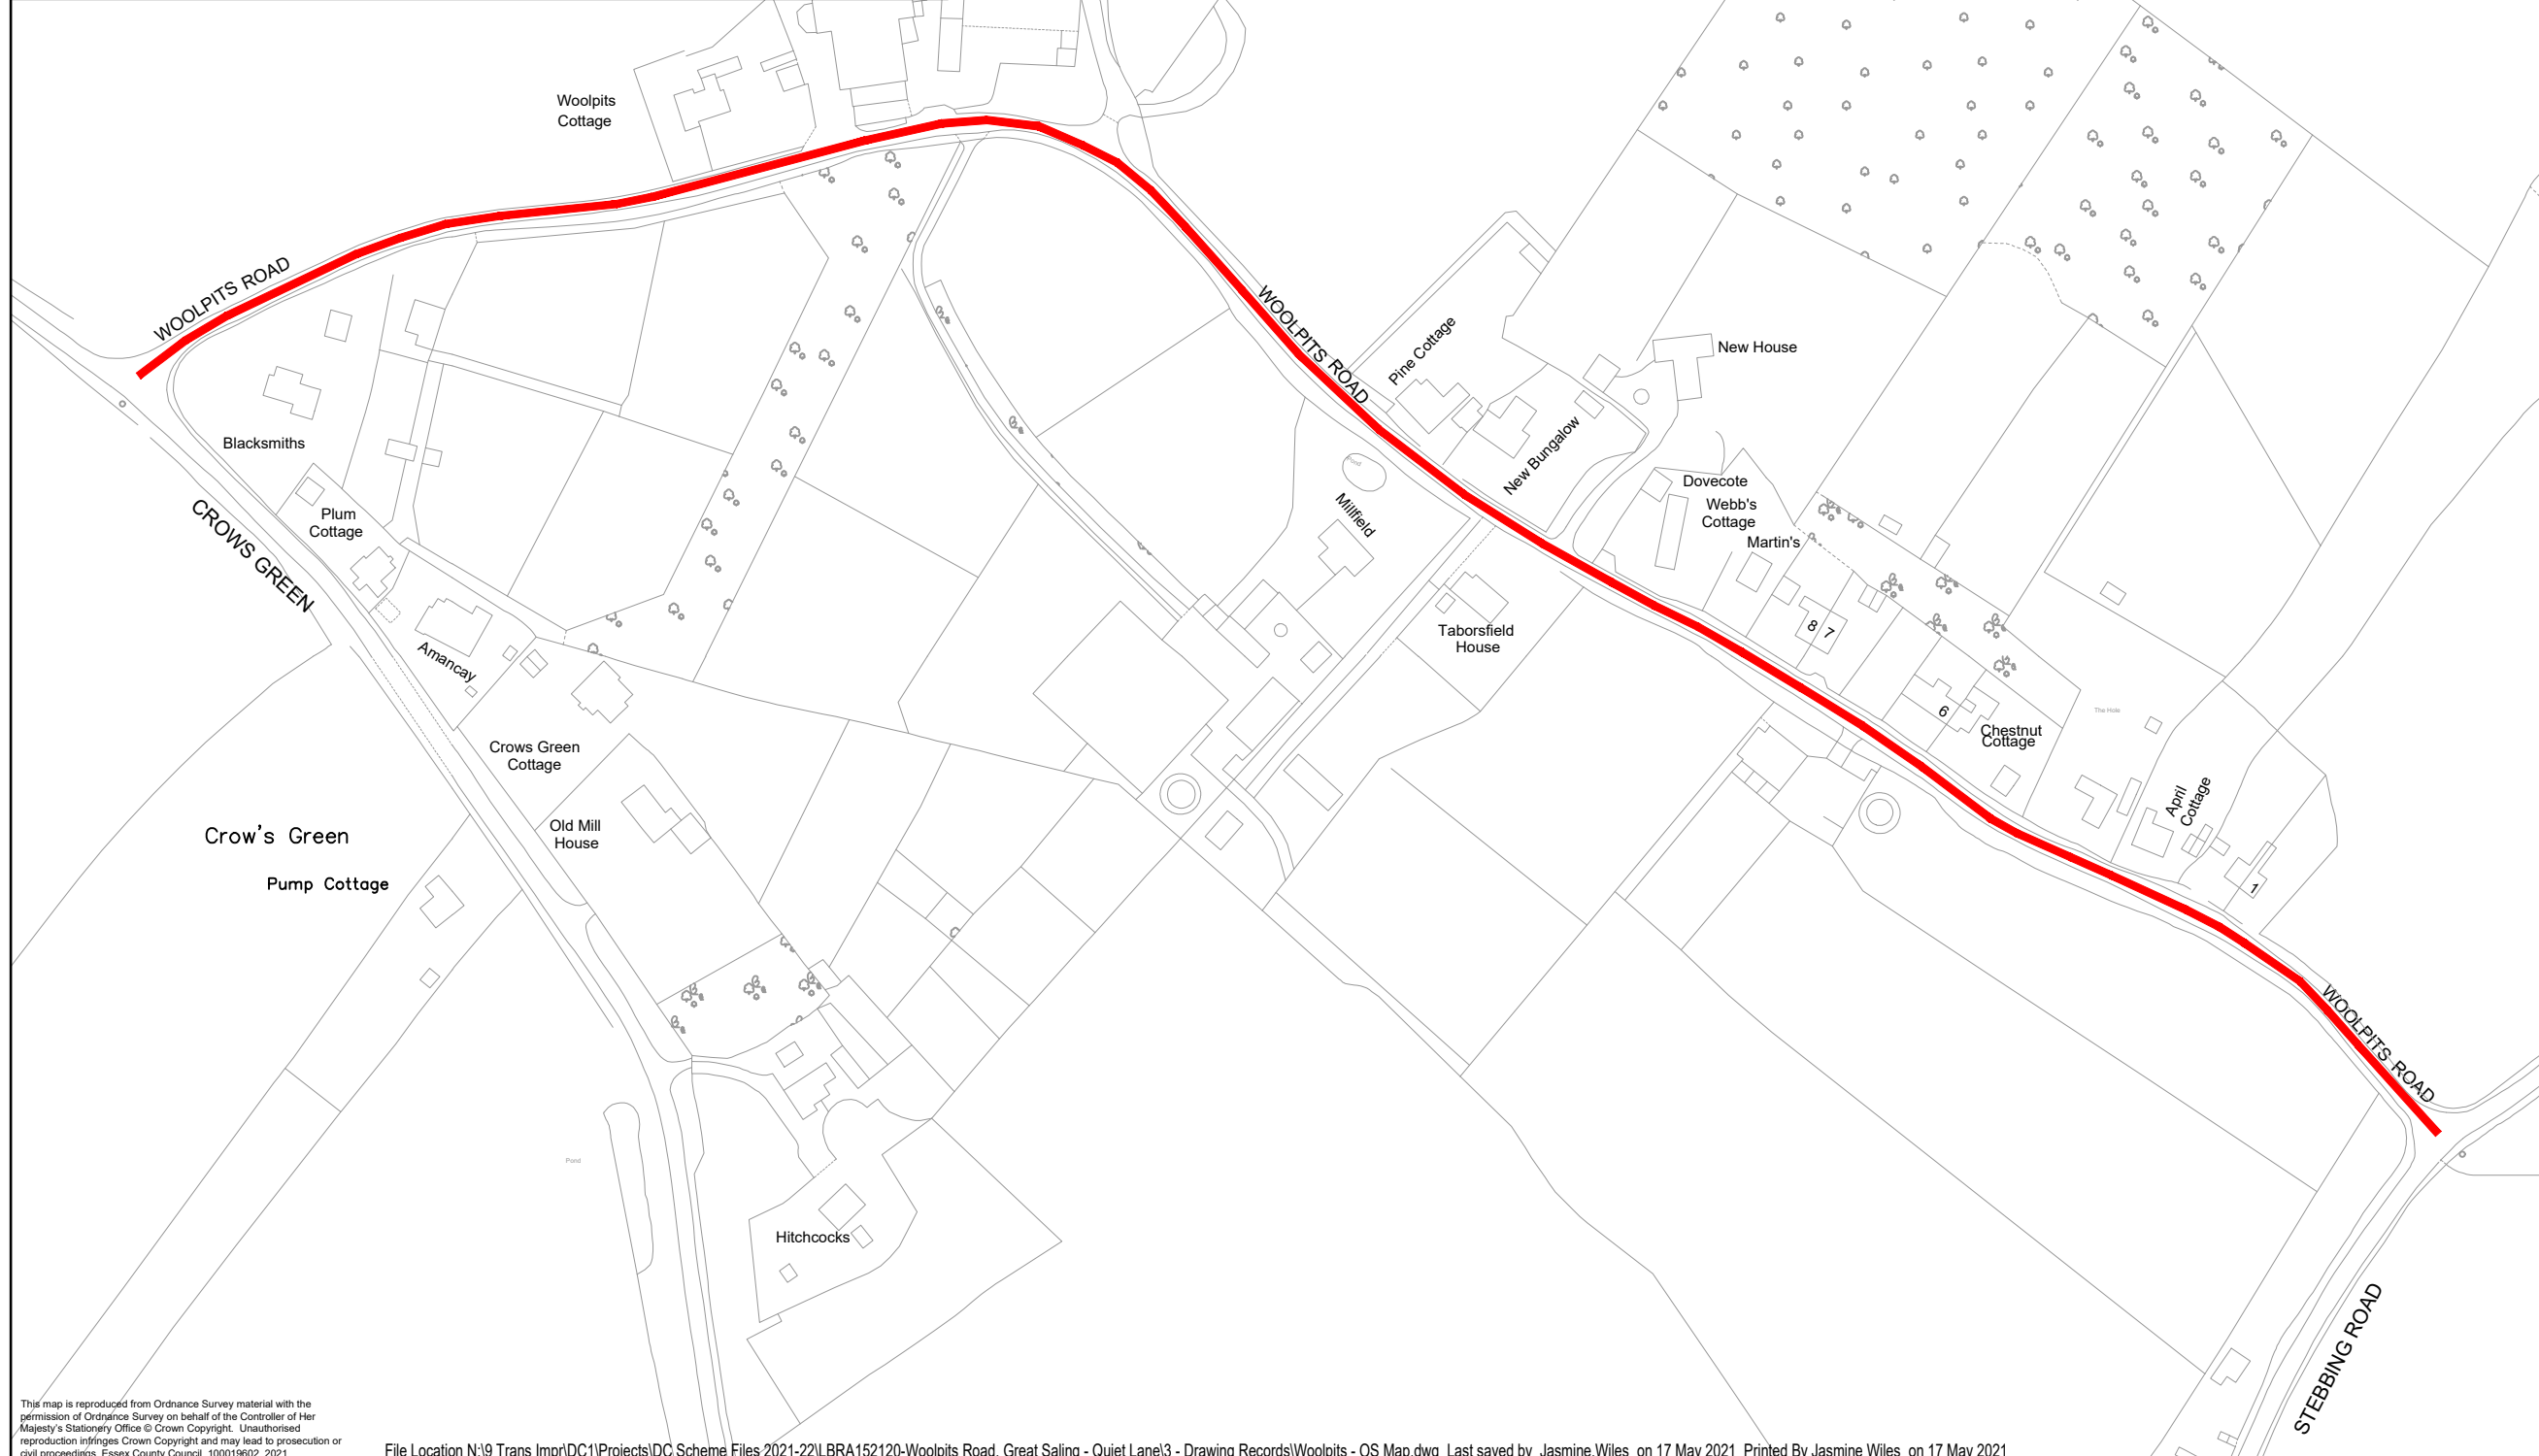 Woolpits
Cottage
WOOLPITS ROAD
WOOLPITS ROAD
Pine Cottage
New House
New Bungalow
Blacksmiths
Pond
Millfield
Dovecote
Webb's
Cottage
Martin's
Plum
Cottage
CROWS GREEN
8
7
Taborsfield
House
Amancay
6
The Hole
Chestnut
Cottage
Crows Green
Cottage
April
Cottage
Old Mill
House
Crow's Green
Pump Cottage
1
WOOLPITS ROAD
Pond
Hitchcocks
STEBBING ROAD
This map is reproduced from Ordnance Survey material with the
permission of Ordnance Survey on behalf of the Controller of Her
Majesty's Stationery Office © Crown Copyright. Unauthorised
reproduction infringes Crown Copyright and may lead to prosecution or
civil proceedings. Essex County Council, 100019602, 2021
File Location N:\9 Trans Impr\DC1\Projects\DC Scheme Files 2021-22\LBRA152120-Woolpits Road, Great Saling - Quiet Lane\3 - Drawing Records\Woolpits - OS Map.dwg Last saved by Jasmine.Wiles on 17 May 2021 Printed By Jasmine Wiles on 17 May 2021